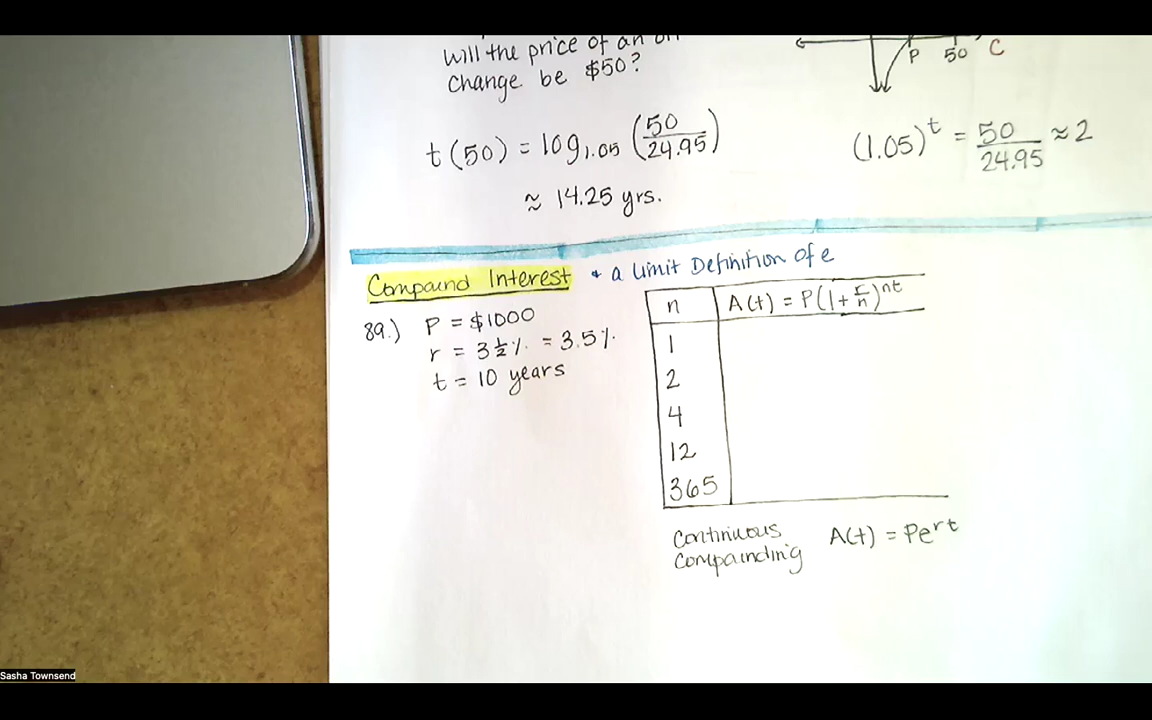 will the price of an oil
change be $50?
P 50 C
t(50) = log₁.₀₅ (50/24.95)
(1.05)^t = 50/24.95 ≈ 2
≈ 14.25 yrs.
Compound Interest + a Limit Definition of e
89.) P = $1000
r = 3½% = 3.5%
t = 10 years
n A(t) = P(1+r/n)^nt
1
2
4
12
365
Continuous
Compounding A(t) = Pe^rt
Sasha Townsend